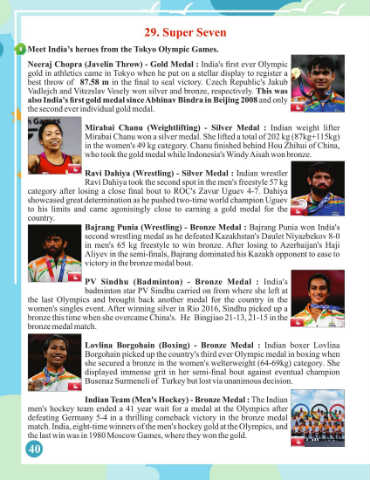 29. Super Seven
Meet India's heroes from the Tokyo Olympic Games.
Neeraj Chopra (Javelin Throw) - Gold Medal : India's first ever Olympic
gold in athletics came in Tokyo when he put on a stellar display to register a
best throw of 87.58 m in the final to seal victory. Czech Republic's Jakub
Vadlejch and Vitezslav Vesely won silver and bronze, respectively. This was
also India's first gold medal since Abhinav Bindra in Beijing 2008 and only
the second ever individual gold medal.
Mirabai Chanu (Weightlifting) - Silver Medal : Indian weight lifter
Mirabai Chanu won a silver medal. She lifted a total of 202 kg (87kg+115kg)
in the women's 49 kg category. Chanu finished behind Hou Zhihui of China,
who took the gold medal while Indonesia's Windy Aisah won bronze.
Ravi Dahiya (Wrestling) - Silver Medal : Indian wrestler
Ravi Dahiya took the second spot in the men's freestyle 57 kg
category after losing a close final bout to ROC's Zavur Uguev 4-7. Dahiya
showcased great determination as he pushed two-time world champion Uguev
to his limits and came agonisingly close to earning a gold medal for the
country.
Bajrang Punia (Wrestling) - Bronze Medal : Bajrang Punia won India's
second wrestling medal as he defeated Kazakhstan's Daulet Niyazbekov 8-0
in men's 65 kg freestyle to win bronze. After losing to Azerbaijan's Haji
Aliyev in the semi-finals, Bajrang dominated his Kazakh opponent to ease to
victory in the bronze medal bout.
PV Sindhu (Badminton) - Bronze Medal : India's
badminton star PV Sindhu carried on from where she left at
the last Olympics and brought back another medal for the country in the
women's singles event. After winning silver in Rio 2016, Sindhu picked up a
bronze this time when she overcame China's. He Bingjiao 21-13, 21-15 in the
bronze medal match.
Lovlina Borgohain (Boxing) - Bronze Medal : Indian boxer Lovlina
Borgohain picked up the country's third ever Olympic medal in boxing when
she secured a bronze in the women's welterweight (64-69kg) category. She
displayed immense grit in her semi-final bout against eventual champion
Busenaz Surmeneli of Turkey but lost via unanimous decision.
Indian Team (Men's Hockey) - Bronze Medal : The Indian
men's hockey team ended a 41 year wait for a medal at the Olympics after
defeating Germany 5-4 in a thrilling comeback victory in the bronze medal
match. India, eight-time winners of the men's hockey gold at the Olympics, and
the last win was in 1980 Moscow Games, where they won the gold.
40